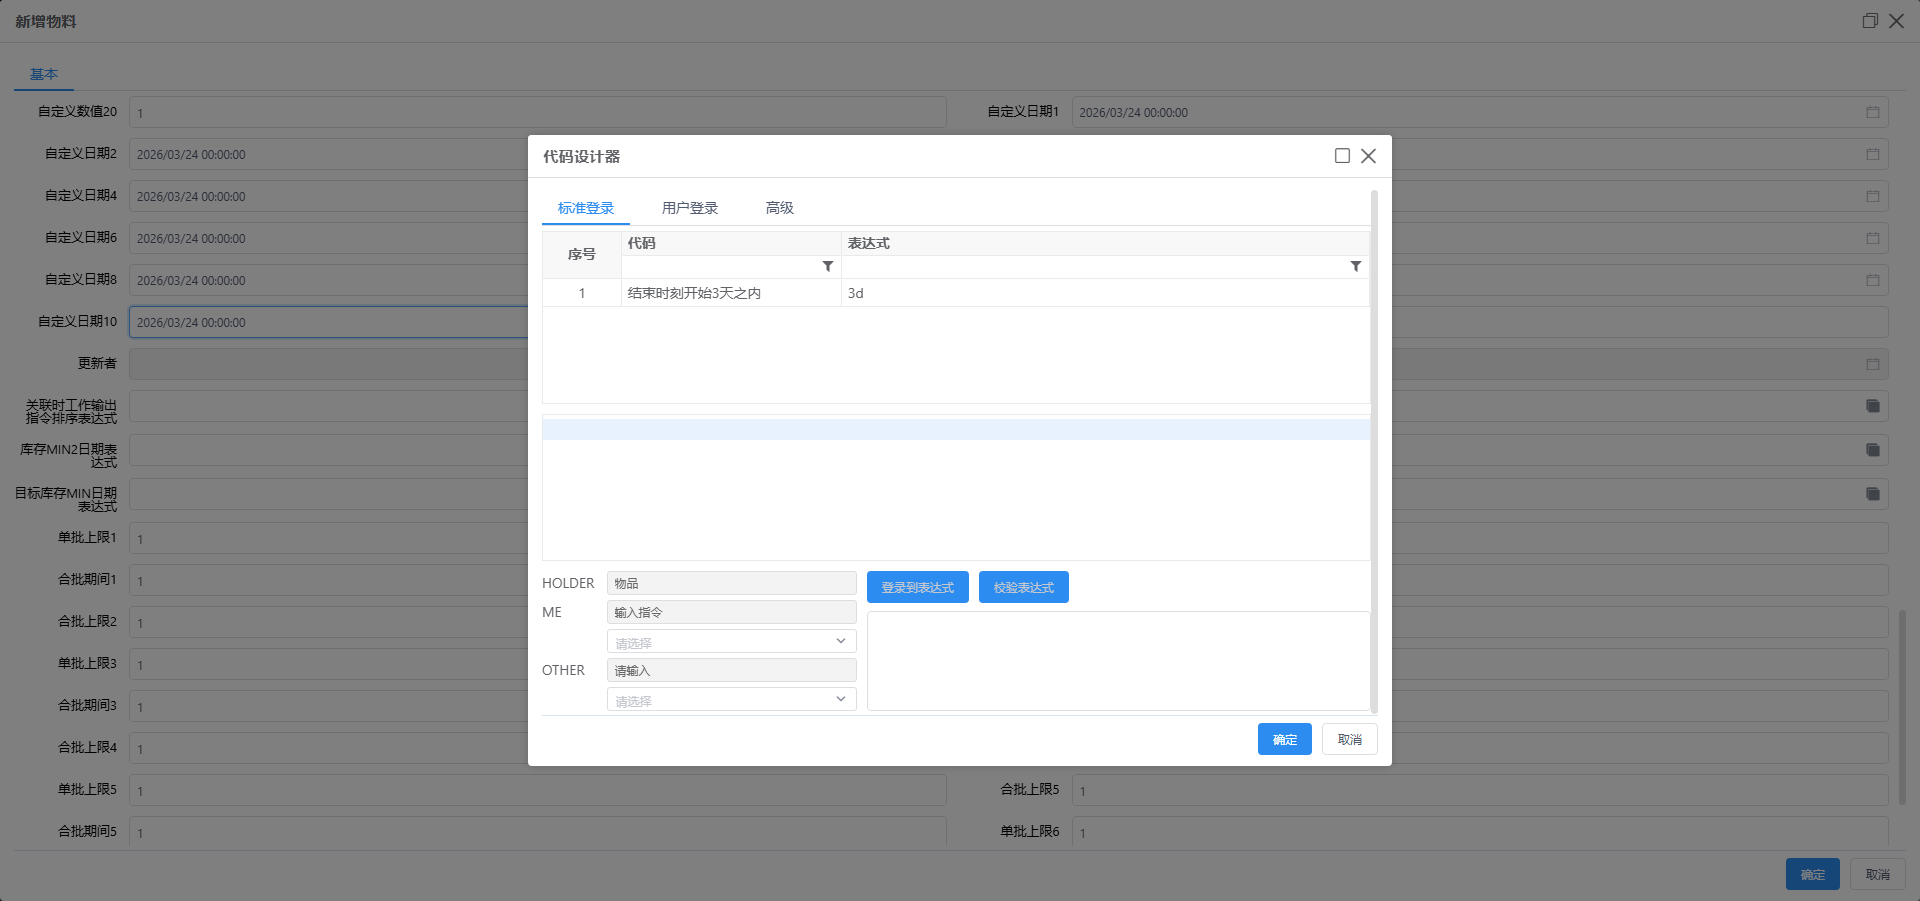 新增物料
基本
自定义数值20
1
自定义日期1
2026/03/24 00:00:00
自定义日期2
2026/03/24 00:00:00
自定义日期4
2026/03/24 00:00:00
自定义日期6
2026/03/24 00:00:00
自定义日期8
2026/03/24 00:00:00
自定义日期10
2026/03/24 00:00:00
更新者
关联时工作输出
指令排序表达式
库存MIN2日期表
达式
目标库存MIN日期
表达式
单批上限1
1
合批期间1
1
合批上限2
1
单批上限3
1
合批期间3
1
合批上限4
1
单批上限5
1
合批上限5
1
合批期间5
1
单批上限6
1
确定
取消
代码设计器
标准登录
用户登录
高级
序号
代码
表达式
1
结束时刻开始3天之内
3d
HOLDER
物品
登录到表达式
校验表达式
ME
输入指令
请选择
OTHER
请输入
请选择
确定
取消